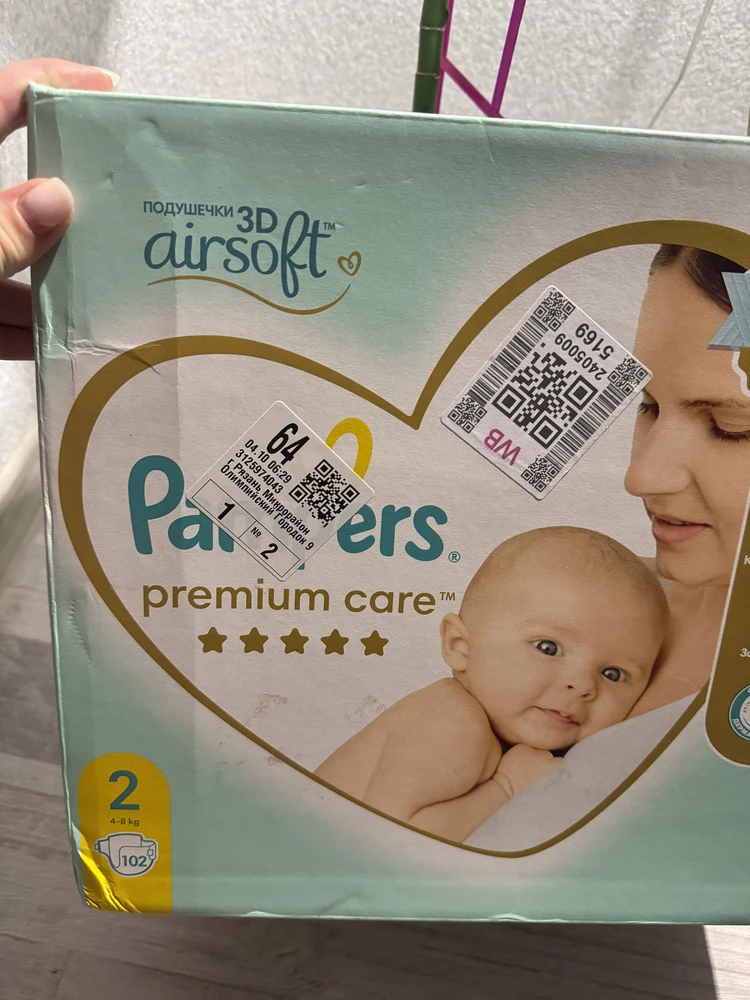 ПОДУШЕЧКИ 3D
airsoft™
WB
2405009
5169
64
04.10 06:29
3125974043
г Рязань Микрорайон
Олимпийский Городок 9
1 № 2
Pampers®
premium care™
2
4-8 kg
102